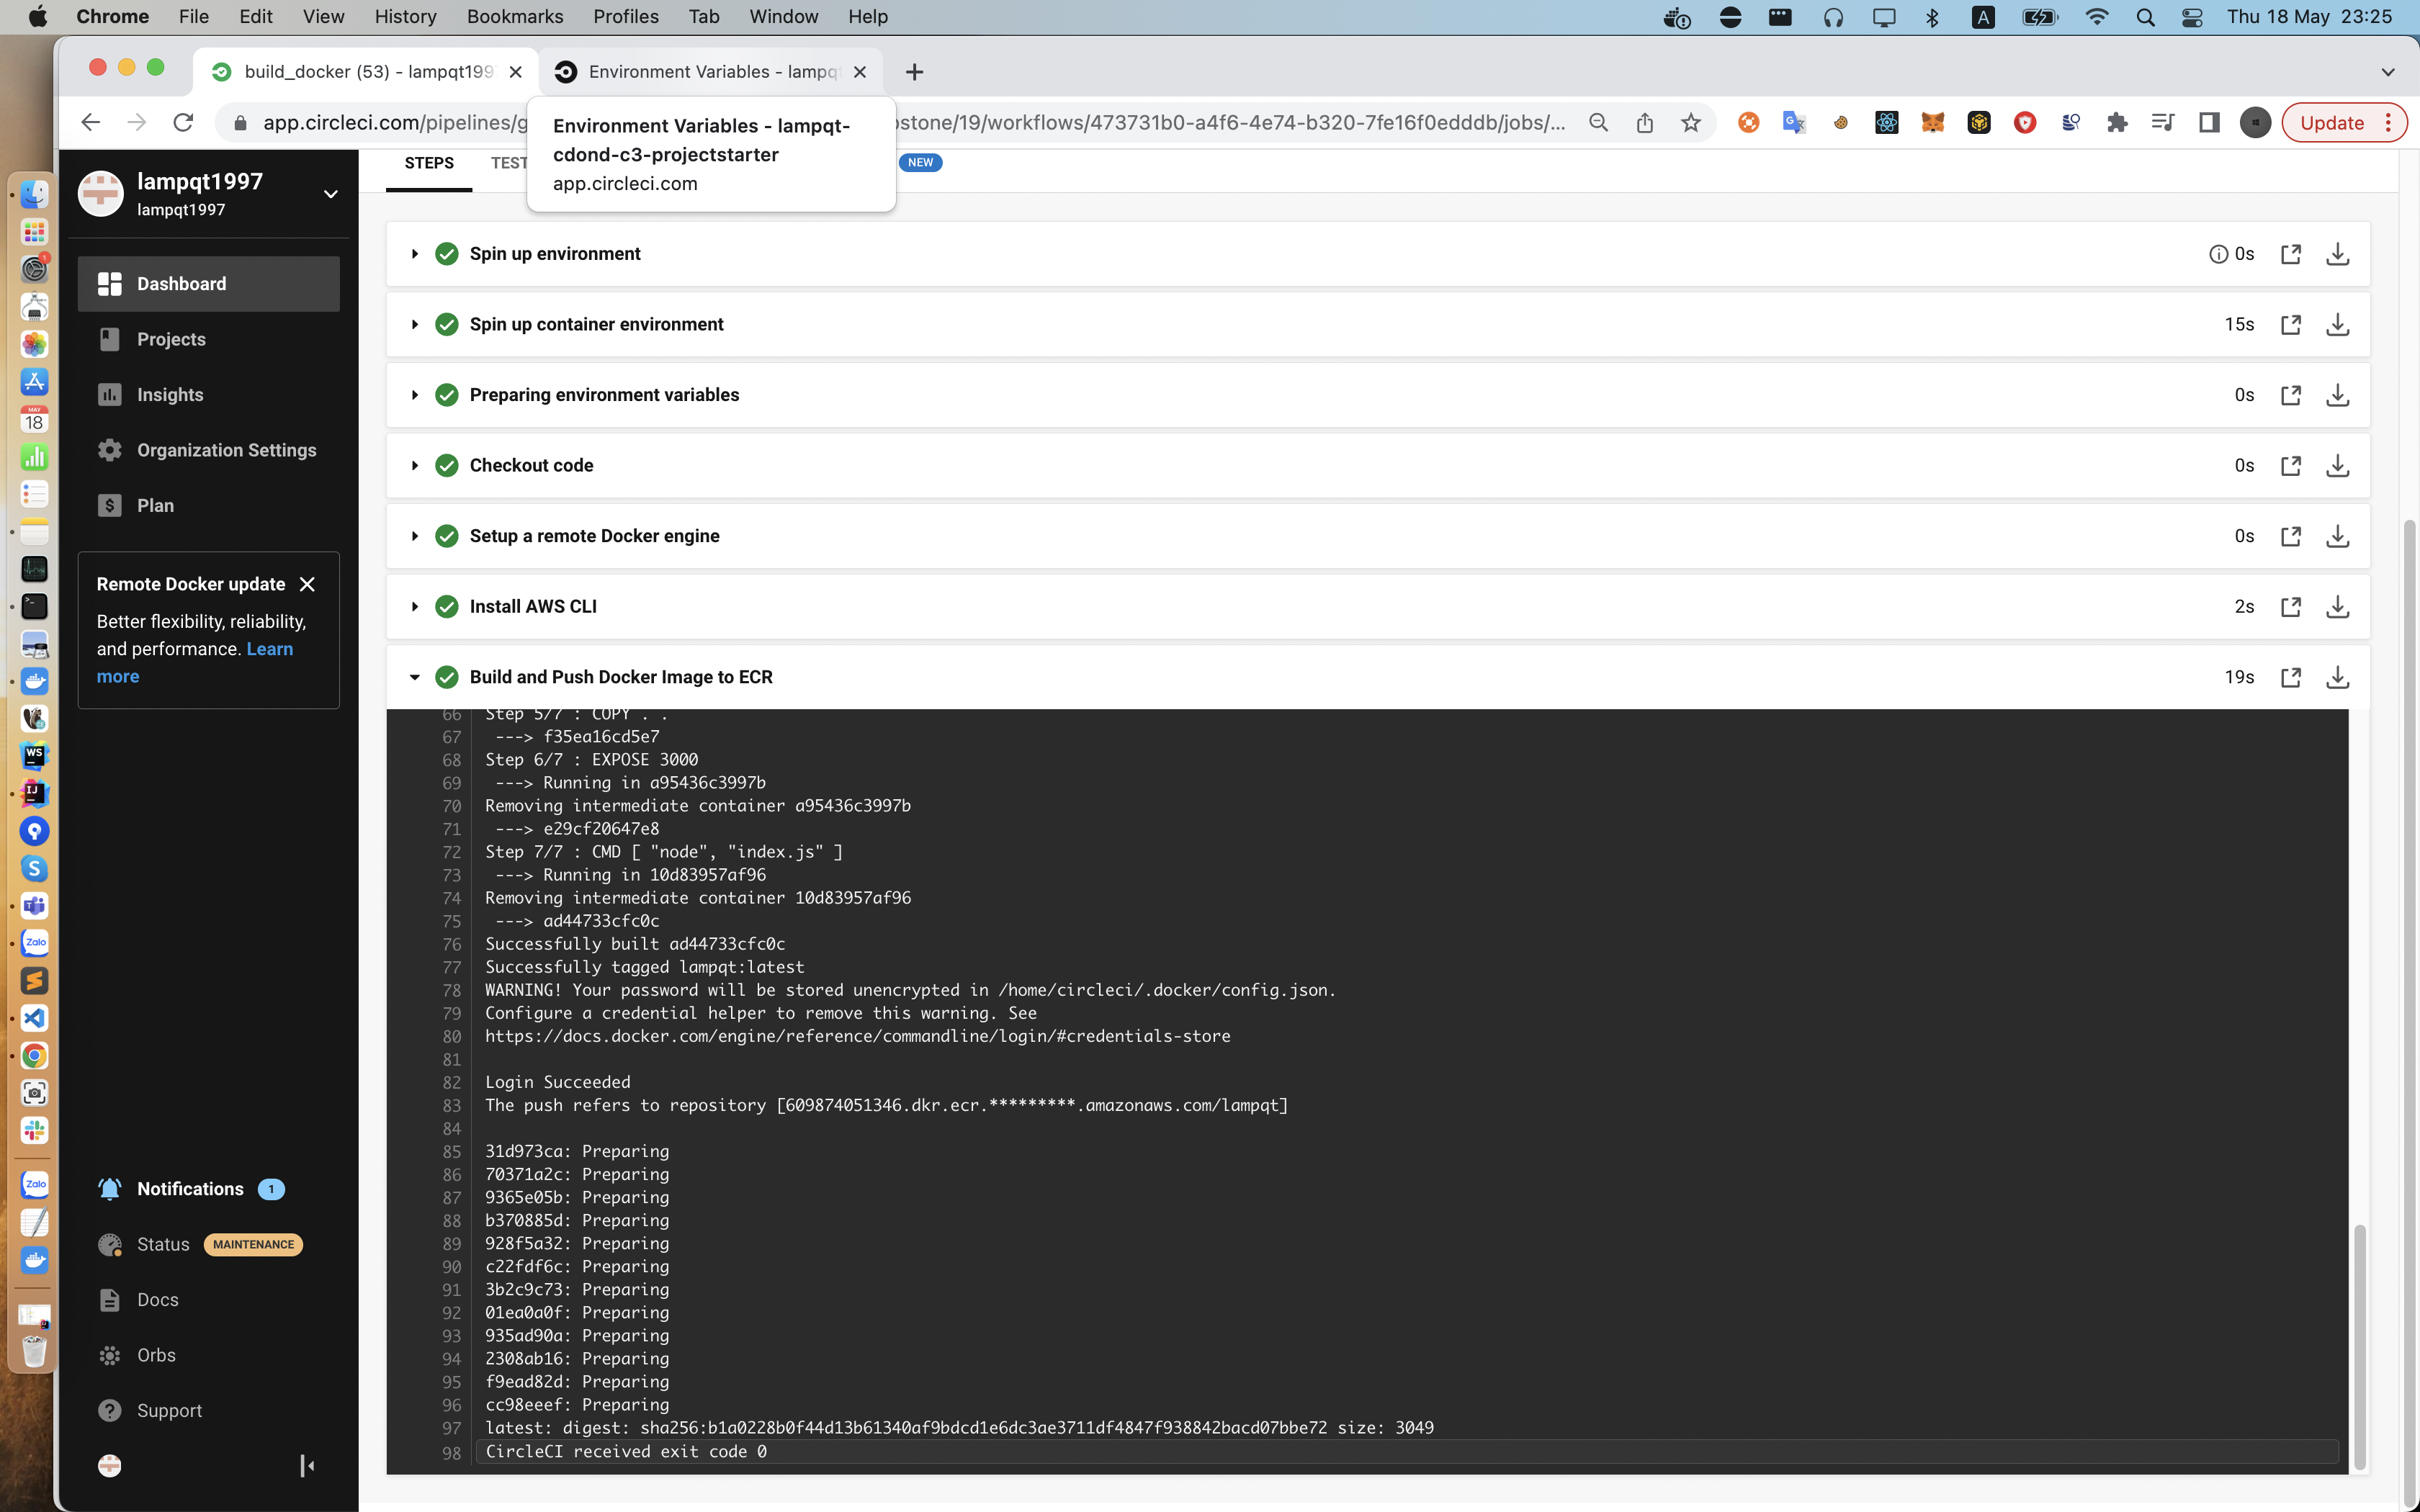 Chrome File Edit View History Bookmarks Profiles Tab Window Help
A
Thu 18 May 23:25
build_docker (53) - lampqt199
Environment Variables - lampq
app.circleci.com/pipelines/g
stone/19/workflows/473731b0-a4f6-4e74-b320-7fe16f0edddb/jobs/...
Update
Environment Variables - lampqt-
cdond-c3-projectstarter
app.circleci.com
lampqt1997
lampqt1997
Dashboard
Projects
Insights
Organization Settings
Plan
Remote Docker update
Better flexibility, reliability,
and performance. Learn
more
Notifications 1
Status MAINTENANCE
Docs
Orbs
Support
STEPS TEST NEW
Spin up environment 0s
Spin up container environment 15s
Preparing environment variables 0s
Checkout code 0s
Setup a remote Docker engine 0s
Install AWS CLI 2s
Build and Push Docker Image to ECR 19s
66 Step 5/7 : COPY . .
67 ---> f35ea16cd5e7
68 Step 6/7 : EXPOSE 3000
69 ---> Running in a95436c3997b
70 Removing intermediate container a95436c3997b
71 ---> e29cf20647e8
72 Step 7/7 : CMD [ "node", "index.js" ]
73 ---> Running in 10d83957af96
74 Removing intermediate container 10d83957af96
75 ---> ad44733cfc0c
76 Successfully built ad44733cfc0c
77 Successfully tagged lampqt:latest
78 WARNING! Your password will be stored unencrypted in /home/circleci/.docker/config.json.
79 Configure a credential helper to remove this warning. See
80 https://docs.docker.com/engine/reference/commandline/login/#credentials-store
81
82 Login Succeeded
83 The push refers to repository [609874051346.dkr.ecr.*********.amazonaws.com/lampqt]
84
85 31d973ca: Preparing
86 70371a2c: Preparing
87 9365e05b: Preparing
88 b370885d: Preparing
89 928f5a32: Preparing
90 c22fdf6c: Preparing
91 3b2c9c73: Preparing
92 01ea0a0f: Preparing
93 935ad90a: Preparing
94 2308ab16: Preparing
95 f9ead82d: Preparing
96 cc98eeef: Preparing
97 latest: digest: sha256:b1a0228b0f44d13b61340af9bdcd1e6dc3ae3711df4847f938842bacd07bbe72 size: 3049
98 CircleCI received exit code 0
MAY
18
WS
IJ
S
Zalo
Zalo